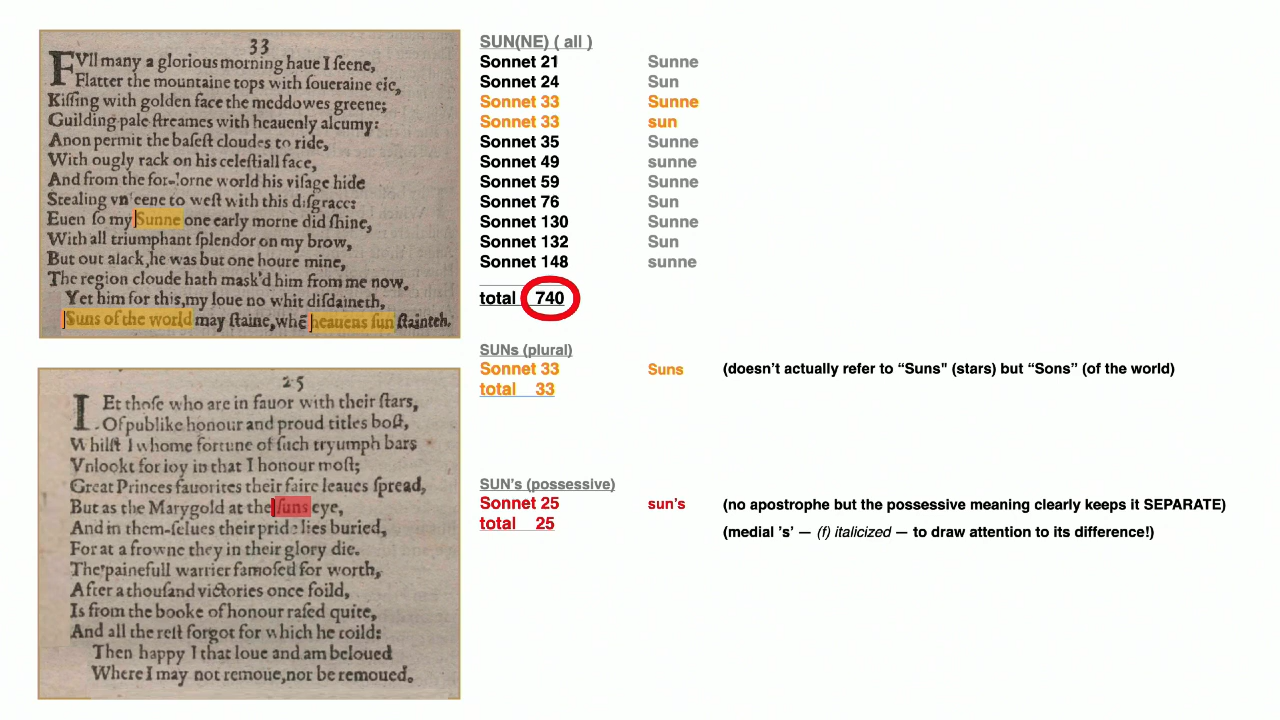 33
FVll many a glorious morning haue I ſeene,
Flatter the mountaine tops with ſoueraine eie,
Kiſſing with golden face the meddowes greene;
Guilding pale ſtreames with heauenly alcumy:
Anon permit the baſeſt cloudes to ride,
With ougly rack on his celeſtiall face,
And from the for-lorne world his viſage hide
Stealing vnſeene to weſt with this diſgrace:
Euen ſo my Sunne one early morne did ſhine,
With all triumphant ſplendor on my brow,
But out alack,he was but one houre mine,
The region cloude hath mask'd him from me now.
Yet him for this,my loue no whit diſdaineth,
Suns of the world may ſtaine,whẽ heauens ſun ſtainteh.
25
LEt thoſe who are in fauor with their ſtars,
Of publike honour and proud titles boſt,
Whilſt I whome fortune of ſuch tryumph bars
Vnlookt for ioy in that I honour moſt;
Great Princes fauorites their faire leaues ſpread,
But as the Marygold at the ſuns eye,
And in them-ſelues their pride lies buried,
For at a frowne they in their glory die.
The painefull warrier famoſed for worth,
After a thouſand victories once foild,
Is from the booke of honour raſed quite,
And all the reſt forgot for which he toild:
Then happy I that loue and am beloued
Where I may not remoue,nor be remoued.
SUN(NE) ( all )
Sonnet 21 Sunne
Sonnet 24 Sun
Sonnet 33 Sunne
Sonnet 33 sun
Sonnet 35 Sunne
Sonnet 49 sunne
Sonnet 59 Sunne
Sonnet 76 Sun
Sonnet 130 Sunne
Sonnet 132 Sun
Sonnet 148 sunne
total 740
SUNs (plural)
Sonnet 33 Suns (doesn't actually refer to “Suns" (stars) but “Sons” (of the world)
total 33
SUN's (possessive)
Sonnet 25 sun's (no apostrophe but the possessive meaning clearly keeps it SEPARATE)
total 25 (medial 's' — (f) italicized — to draw attention to its difference!)